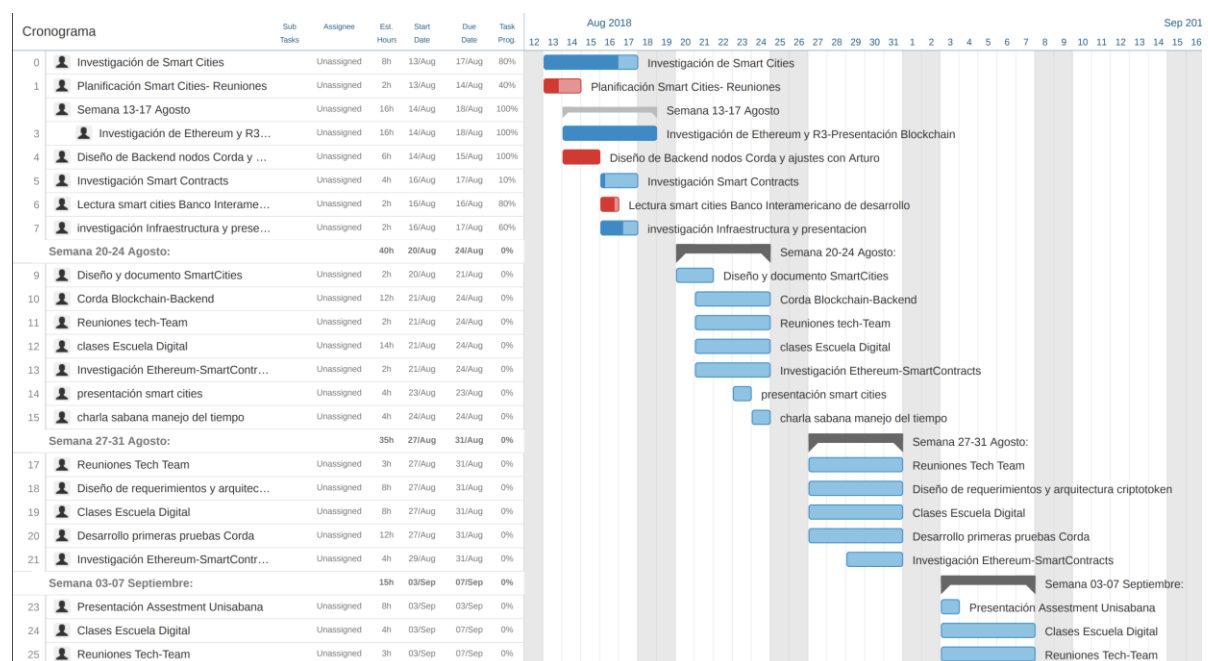 Cronograma
Sub Tasks Assignee Est. Hours Start Date Due Date Task Prog.
Aug 2018 Sep 201
12 13 14 15 16 17 18 19 20 21 22 23 24 25 26 27 28 29 30 31 1 2 3 4 5 6 7 8 9 10 11 12 13 14 15 16
0 Investigación de Smart Cities Unassigned 8h 13/Aug 17/Aug 80% Investigación de Smart Cities
1 Planificación Smart Cities- Reuniones Unassigned 2h 13/Aug 14/Aug 40% Planificación Smart Cities- Reuniones
Semana 13-17 Agosto Unassigned 16h 14/Aug 18/Aug 100% Semana 13-17 Agosto
3 Investigación de Ethereum y R3... Unassigned 16h 14/Aug 18/Aug 100% Investigación de Ethereum y R3-Presentación Blockchain
4 Diseño de Backend nodos Corda y ... Unassigned 6h 14/Aug 15/Aug 100% Diseño de Backend nodos Corda y ajustes con Arturo
5 Investigación Smart Contracts Unassigned 4h 16/Aug 17/Aug 10% Investigación Smart Contracts
6 Lectura smart cities Banco Interame... Unassigned 2h 16/Aug 16/Aug 80% Lectura smart cities Banco Interamericano de desarrollo
7 investigación Infraestructura y prese... Unassigned 2h 16/Aug 17/Aug 60% investigación Infraestructura y presentacion
Semana 20-24 Agosto: 40h 20/Aug 24/Aug 0% Semana 20-24 Agosto:
9 Diseño y documento SmartCities Unassigned 2h 20/Aug 21/Aug 0% Diseño y documento SmartCities
10 Corda Blockchain-Backend Unassigned 12h 21/Aug 24/Aug 0% Corda Blockchain-Backend
11 Reuniones tech-Team Unassigned 2h 21/Aug 24/Aug 0% Reuniones tech-Team
12 clases Escuela Digital Unassigned 14h 21/Aug 24/Aug 0% clases Escuela Digital
13 Investigación Ethereum-SmartContr... Unassigned 2h 21/Aug 24/Aug 0% Investigación Ethereum-SmartContracts
14 presentación smart cities Unassigned 4h 23/Aug 23/Aug 0% presentación smart cities
15 charla sabana manejo del tiempo Unassigned 4h 24/Aug 24/Aug 0% charla sabana manejo del tiempo
Semana 27-31 Agosto: 35h 27/Aug 31/Aug 0% Semana 27-31 Agosto:
17 Reuniones Tech Team Unassigned 3h 27/Aug 31/Aug 0% Reuniones Tech Team
18 Diseño de requerimientos y arquitec... Unassigned 8h 27/Aug 31/Aug 0% Diseño de requerimientos y arquitectura criptotoken
19 Clases Escuela Digital Unassigned 8h 27/Aug 31/Aug 0% Clases Escuela Digital
20 Desarrollo primeras pruebas Corda Unassigned 12h 27/Aug 31/Aug 0% Desarrollo primeras pruebas Corda
21 Investigación Ethereum-SmartContr... Unassigned 4h 29/Aug 31/Aug 0% Investigación Ethereum-SmartContracts
Semana 03-07 Septiembre: 15h 03/Sep 07/Sep 0% Semana 03-07 Septiembre:
23 Presentación Assestment Unisabana Unassigned 8h 03/Sep 03/Sep 0% Presentación Assestment Unisabana
24 Clases Escuela Digital Unassigned 4h 03/Sep 07/Sep 0% Clases Escuela Digital
25 Reuniones Tech-Team Unassigned 3h 03/Sep 07/Sep 0% Reuniones Tech-Team